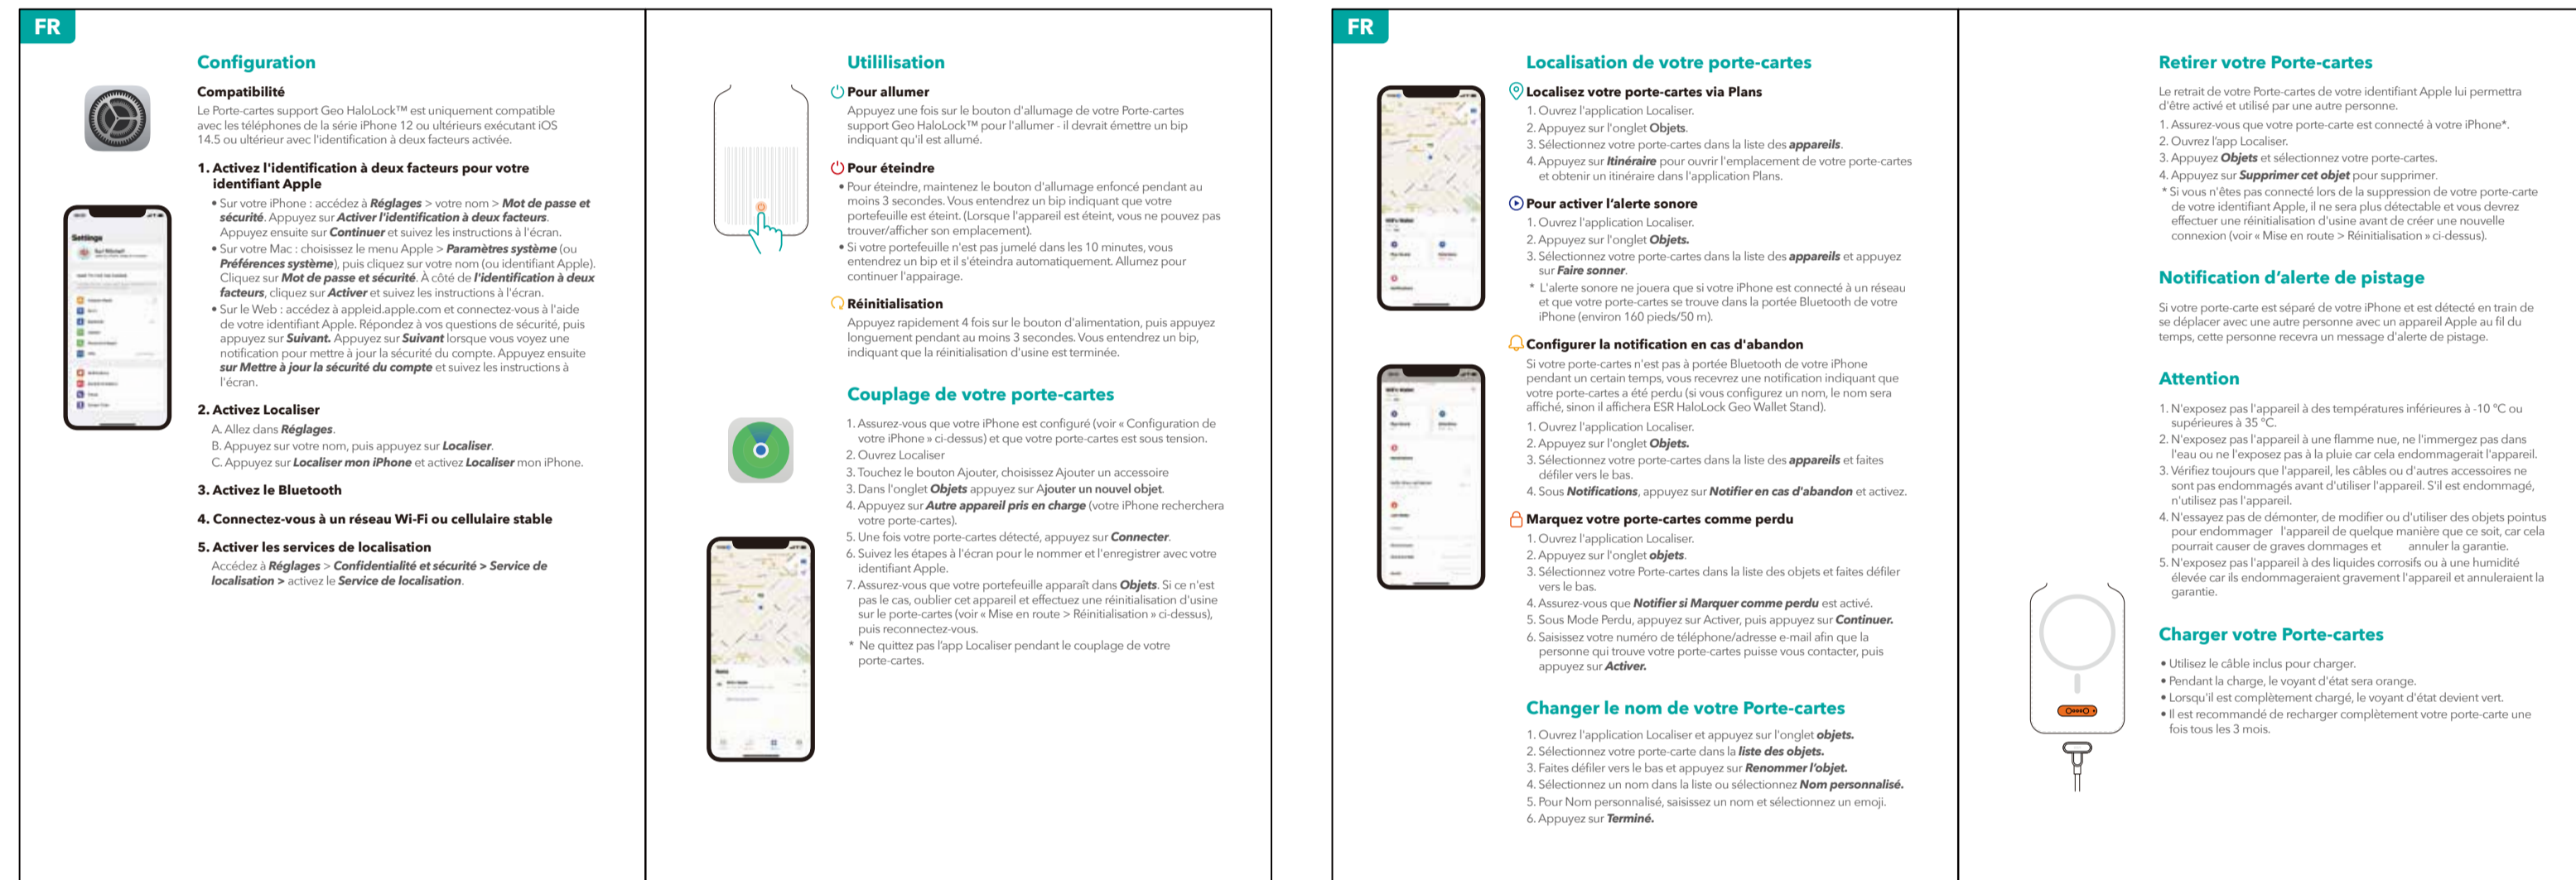 FR
Configuration
Compatibilité
Le Porte-cartes support Geo HaloLock™ est uniquement compatible
avec les téléphones de la série iPhone 12 ou ultérieurs exécutant iOS
14.5 ou ultérieur avec l'identification à deux facteurs activée.
1. Activez l'identification à deux facteurs pour votre
identifiant Apple
• Sur votre iPhone : accédez à Réglages > votre nom > Mot de passe et
sécurité. Appuyez sur Activer l'identification à deux facteurs.
Appuyez ensuite sur Continuer et suivez les instructions à l'écran.
• Sur votre Mac : choisissez le menu Apple > Paramètres système (ou
Préférences système), puis cliquez sur votre nom (ou identifiant Apple).
Cliquez sur Mot de passe et sécurité. À côté de l'identification à deux
facteurs, cliquez sur Activer et suivez les instructions à l'écran.
• Sur le Web : accédez à appleid.apple.com et connectez-vous à l'aide
de votre identifiant Apple. Répondez à vos questions de sécurité, puis
appuyez sur Suivant. Appuyez sur Suivant lorsque vous voyez une
notification pour mettre à jour la sécurité du compte. Appuyez ensuite
sur Mettre à jour la sécurité du compte et suivez les instructions à
l'écran.
2. Activez Localiser
A. Allez dans Réglages.
B. Appuyez sur votre nom, puis appuyez sur Localiser.
C. Appuyez sur Localiser mon iPhone et activez Localiser mon iPhone.
3. Activez le Bluetooth
4. Connectez-vous à un réseau Wi-Fi ou cellulaire stable
5. Activer les services de localisation
Accédez à Réglages > Confidentialité et sécurité > Service de
localisation > activez le Service de localisation.
Settings
Utililisation
Pour allumer
Appuyez une fois sur le bouton d'allumage de votre Porte-cartes
support Geo HaloLock™ pour l'allumer - il devrait émettre un bip
indiquant qu'il est allumé.
Pour éteindre
• Pour éteindre, maintenez le bouton d'allumage enfoncé pendant au
moins 3 secondes. Vous entendrez un bip indiquant que votre
portefeuille est éteint. (Lorsque l'appareil est éteint, vous ne pouvez pas
trouver/afficher son emplacement).
• Si votre portefeuille n'est pas jumelé dans les 10 minutes, vous
entendrez un bip et il s'éteindra automatiquement. Allumez pour
continuer l'appairage.
Réinitialisation
Appuyez rapidement 4 fois sur le bouton d'alimentation, puis appuyez
longuement pendant au moins 3 secondes. Vous entendrez un bip,
indiquant que la réinitialisation d'usine est terminée.
Couplage de votre porte-cartes
1. Assurez-vous que votre iPhone est configuré (voir « Configuration de
votre iPhone » ci-dessus) et que votre porte-cartes est sous tension.
2. Ouvrez Localiser
3. Touchez le bouton Ajouter, choisissez Ajouter un accessoire
3. Dans l'onglet Objets appuyez sur Ajouter un nouvel objet.
4. Appuyez sur Autre appareil pris en charge (votre iPhone recherchera
votre porte-cartes).
5. Une fois votre porte-cartes détecté, appuyez sur Connecter.
6. Suivez les étapes à l'écran pour le nommer et l'enregistrer avec votre
identifiant Apple.
7. Assurez-vous que votre portefeuille apparaît dans Objets. Si ce n'est
pas le cas, oublier cet appareil et effectuez une réinitialisation d'usine
sur le porte-cartes (voir « Mise en route > Réinitialisation » ci-dessus),
puis reconnectez-vous.
* Ne quittez pas l'app Localiser pendant le couplage de votre
porte-cartes.
FR
Localisation de votre porte-cartes
Localisez votre porte-cartes via Plans
1. Ouvrez l'application Localiser.
2. Appuyez sur l'onglet Objets.
3. Sélectionnez votre porte-cartes dans la liste des appareils.
4. Appuyez sur Itinéraire pour ouvrir l'emplacement de votre porte-cartes
et obtenir un itinéraire dans l'application Plans.
Pour activer l'alerte sonore
1. Ouvrez l'application Localiser.
2. Appuyez sur l'onglet Objets.
3. Sélectionnez votre porte-cartes dans la liste des appareils et appuyez
sur Faire sonner.
* L'alerte sonore ne jouera que si votre iPhone est connecté à un réseau
et que votre porte-cartes se trouve dans la portée Bluetooth de votre
iPhone (environ 160 pieds/50 m).
Configurer la notification en cas d'abandon
Si votre porte-cartes n'est pas à portée Bluetooth de votre iPhone
pendant un certain temps, vous recevrez une notification indiquant que
votre porte-cartes a été perdu (si vous configurez un nom, le nom sera
affiché, sinon il affichera ESR HaloLock Geo Wallet Stand).
1. Ouvrez l'application Localiser.
2. Appuyez sur l'onglet Objets.
3. Sélectionnez votre porte-cartes dans la liste des appareils et faites
défiler vers le bas.
4. Sous Notifications, appuyez sur Notifier en cas d'abandon et activez.
Marquez votre porte-cartes comme perdu
1. Ouvrez l'application Localiser.
2. Appuyez sur l'onglet objets.
3. Sélectionnez votre Porte-cartes dans la liste des objets et faites défiler
vers le bas.
4. Assurez-vous que Notifier si Marquer comme perdu est activé.
5. Sous Mode Perdu, appuyez sur Activer, puis appuyez sur Continuer.
6. Saisissez votre numéro de téléphone/adresse e-mail afin que la
personne qui trouve votre porte-cartes puisse vous contacter, puis
appuyez sur Activer.
Changer le nom de votre Porte-cartes
1. Ouvrez l'application Localiser et appuyez sur l'onglet objets.
2. Sélectionnez votre porte-carte dans la liste des objets.
3. Faites défiler vers le bas et appuyez sur Renommer l'objet.
4. Sélectionnez un nom dans la liste ou sélectionnez Nom personnalisé.
5. Pour Nom personnalisé, saisissez un nom et sélectionnez un emoji.
6. Appuyez sur Terminé.
Retirer votre Porte-cartes
Le retrait de votre Porte-cartes de votre identifiant Apple lui permettra
d'être activé et utilisé par une autre personne.
1. Assurez-vous que votre porte-carte est connecté à votre iPhone*.
2. Ouvrez l'app Localiser.
3. Appuyez Objets et sélectionnez votre porte-cartes.
4. Appuyez sur Supprimer cet objet pour supprimer.
* Si vous n'êtes pas connecté lors de la suppression de votre porte-carte
de votre identifiant Apple, il ne sera plus détectable et vous devrez
effectuer une réinitialisation d'usine avant de créer une nouvelle
connexion (voir « Mise en route > Réinitialisation » ci-dessus).
Notification d'alerte de pistage
Si votre porte-carte est séparé de votre iPhone et est détecté en train de
se déplacer avec une autre personne avec un appareil Apple au fil du
temps, cette personne recevra un message d'alerte de pistage.
Attention
1. N'exposez pas l'appareil à des températures inférieures à -10 °C ou
supérieures à 35 °C.
2. N'exposez pas l'appareil à une flamme nue, ne l'immergez pas dans
l'eau ou ne l'exposez pas à la pluie car cela endommagerait l'appareil.
3. Vérifiez toujours que l'appareil, les câbles ou d'autres accessoires ne
sont pas endommagés avant d'utiliser l'appareil. S'il est endommagé,
n'utilisez pas l'appareil.
4. N'essayez pas de démonter, de modifier ou d'utiliser des objets pointus
pour endommager l'appareil de quelque manière que ce soit, car cela
pourrait causer de graves dommages et annuler la garantie.
5. N'exposez pas l'appareil à des liquides corrosifs ou à une humidité
élevée car ils endommageraient gravement l'appareil et annuleraient la
garantie.
Charger votre Porte-cartes
• Utilisez le câble inclus pour charger.
• Pendant la charge, le voyant d'état sera orange.
• Lorsqu'il est complètement chargé, le voyant d'état devient vert.
• Il est recommandé de recharger complètement votre porte-carte une
fois tous les 3 mois.